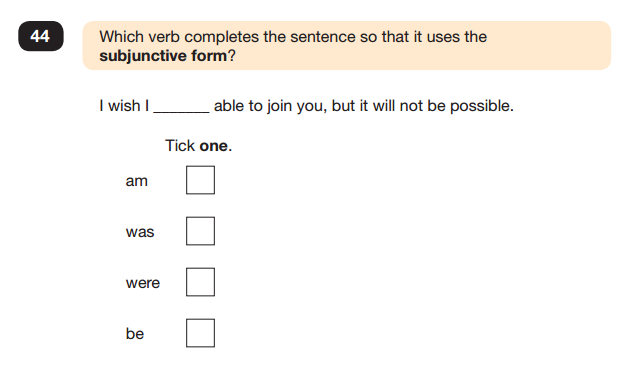 44
Which verb completes the sentence so that it uses the
subjunctive form?
I wish I _______ able to join you, but it will not be possible.
Tick one.
am
was
were
be